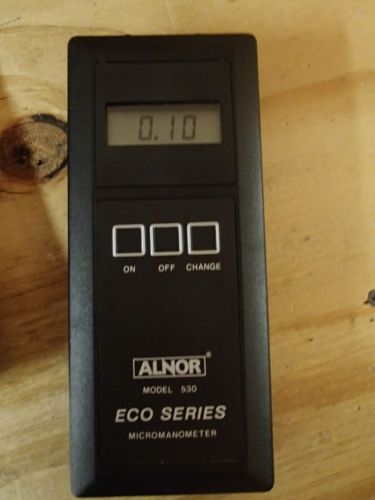 0.10
ON OFF CHANGE
ALNOR®
MODEL 530
ECO SERIES
MICROMANOMETER